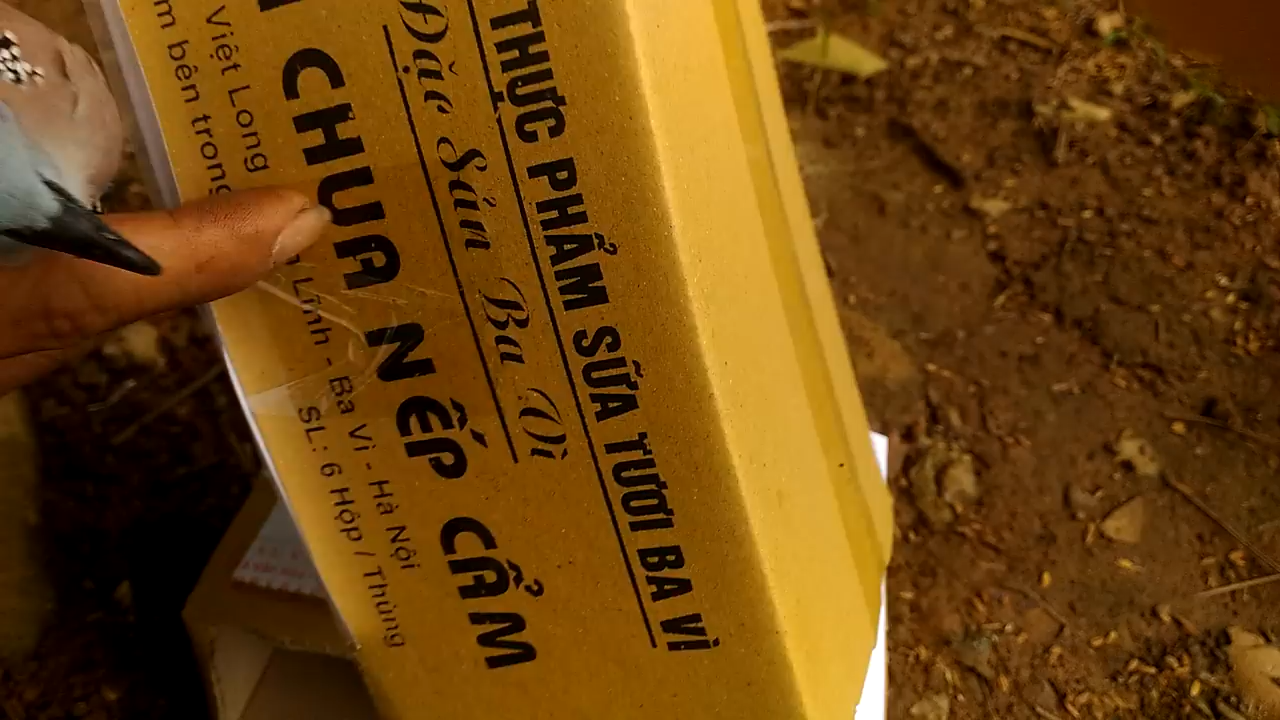 THỰC PHẨM SỮA TƯƠI BA VÌ
Đặc Sản Ba Vì
CHUA NẾP CẨM
Việt Long
Lĩnh - Ba Vì - Hà Nội
bên trong
SL: 6 Hộp / Thùng